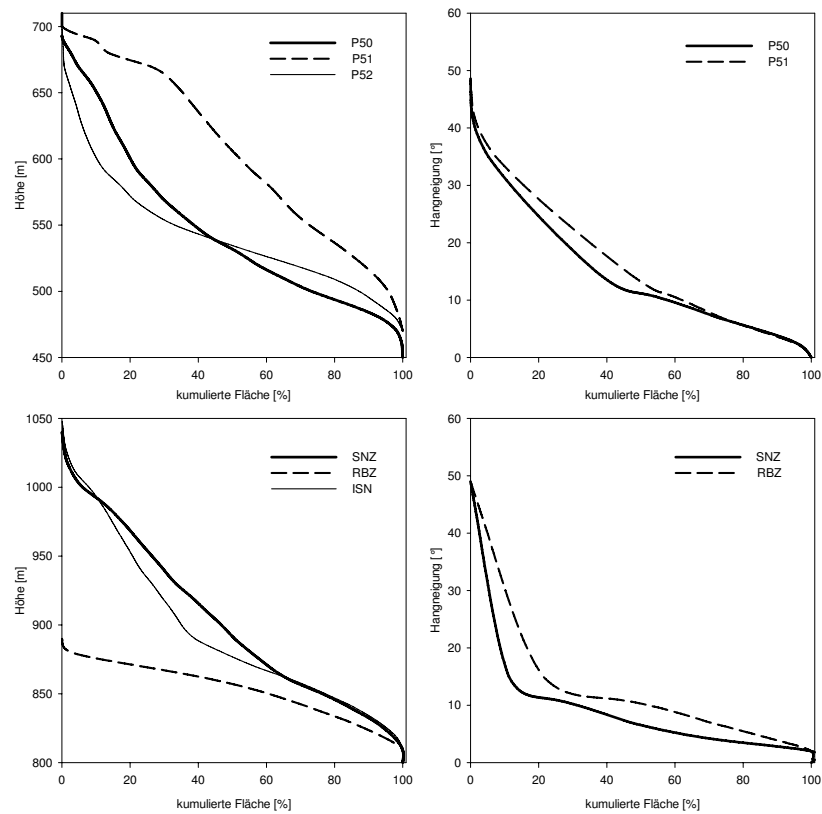 700
650
600
550
500
450
Höhe [m]
P50
P51
P52
0 20 40 60 80 100
kumulierte Fläche [%]
60
50
40
30
20
10
0
Hangneigung [°]
P50
P51
0 20 40 60 80 100
kumulierte Fläche [%]
1050
1000
950
900
850
800
Höhe [m]
SNZ
RBZ
ISN
0 20 40 60 80 100
kumulierte Fläche [%]
60
50
40
30
20
10
0
Hangneigung [°]
SNZ
RBZ
0 20 40 60 80 100
kumulierte Fläche [%]